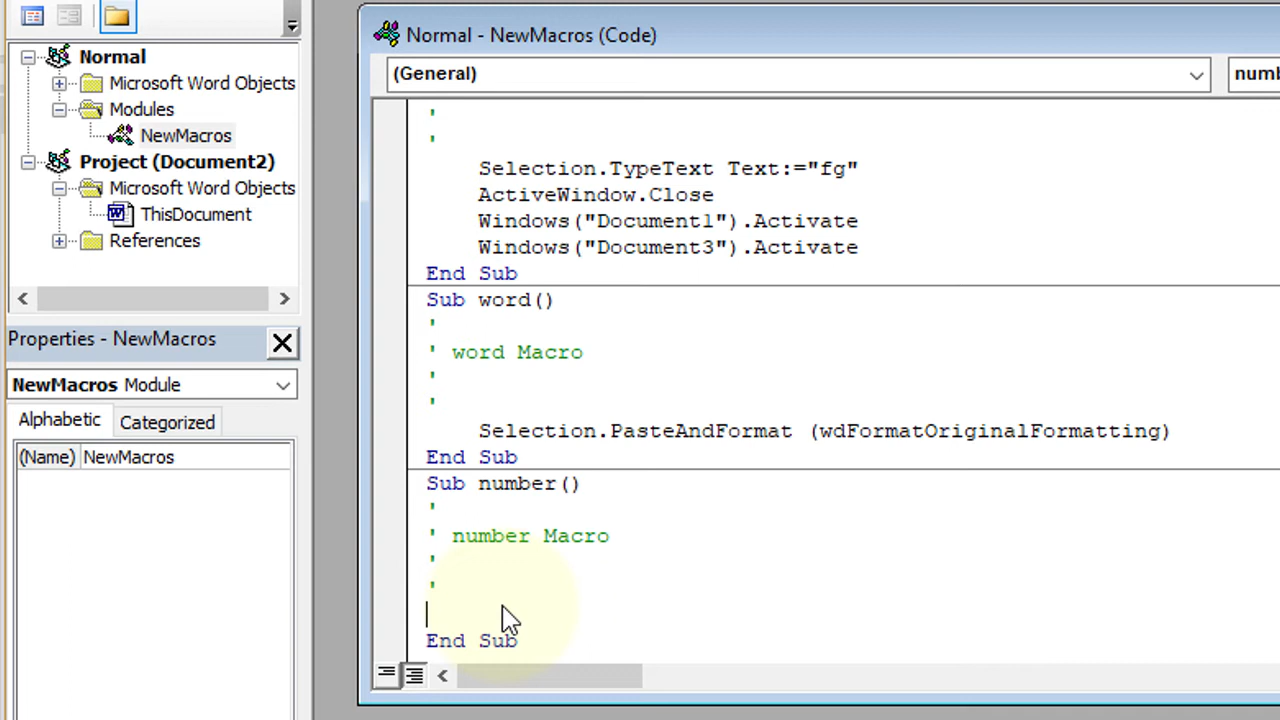 Normal
Microsoft Word Objects
Modules
NewMacros
Project (Document2)
Microsoft Word Objects
ThisDocument
References
Properties - NewMacros
NewMacros Module
Alphabetic Categorized
(Name) NewMacros
Normal - NewMacros (Code)
(General) numb
'
'
Selection.TypeText Text:="fg"
ActiveWindow.Close
Windows("Document1").Activate
Windows("Document3").Activate
End Sub
Sub word()
'
' word Macro
'
'
Selection.PasteAndFormat (wdFormatOriginalFormatting)
End Sub
Sub number()
'
' number Macro
'
'
End Sub